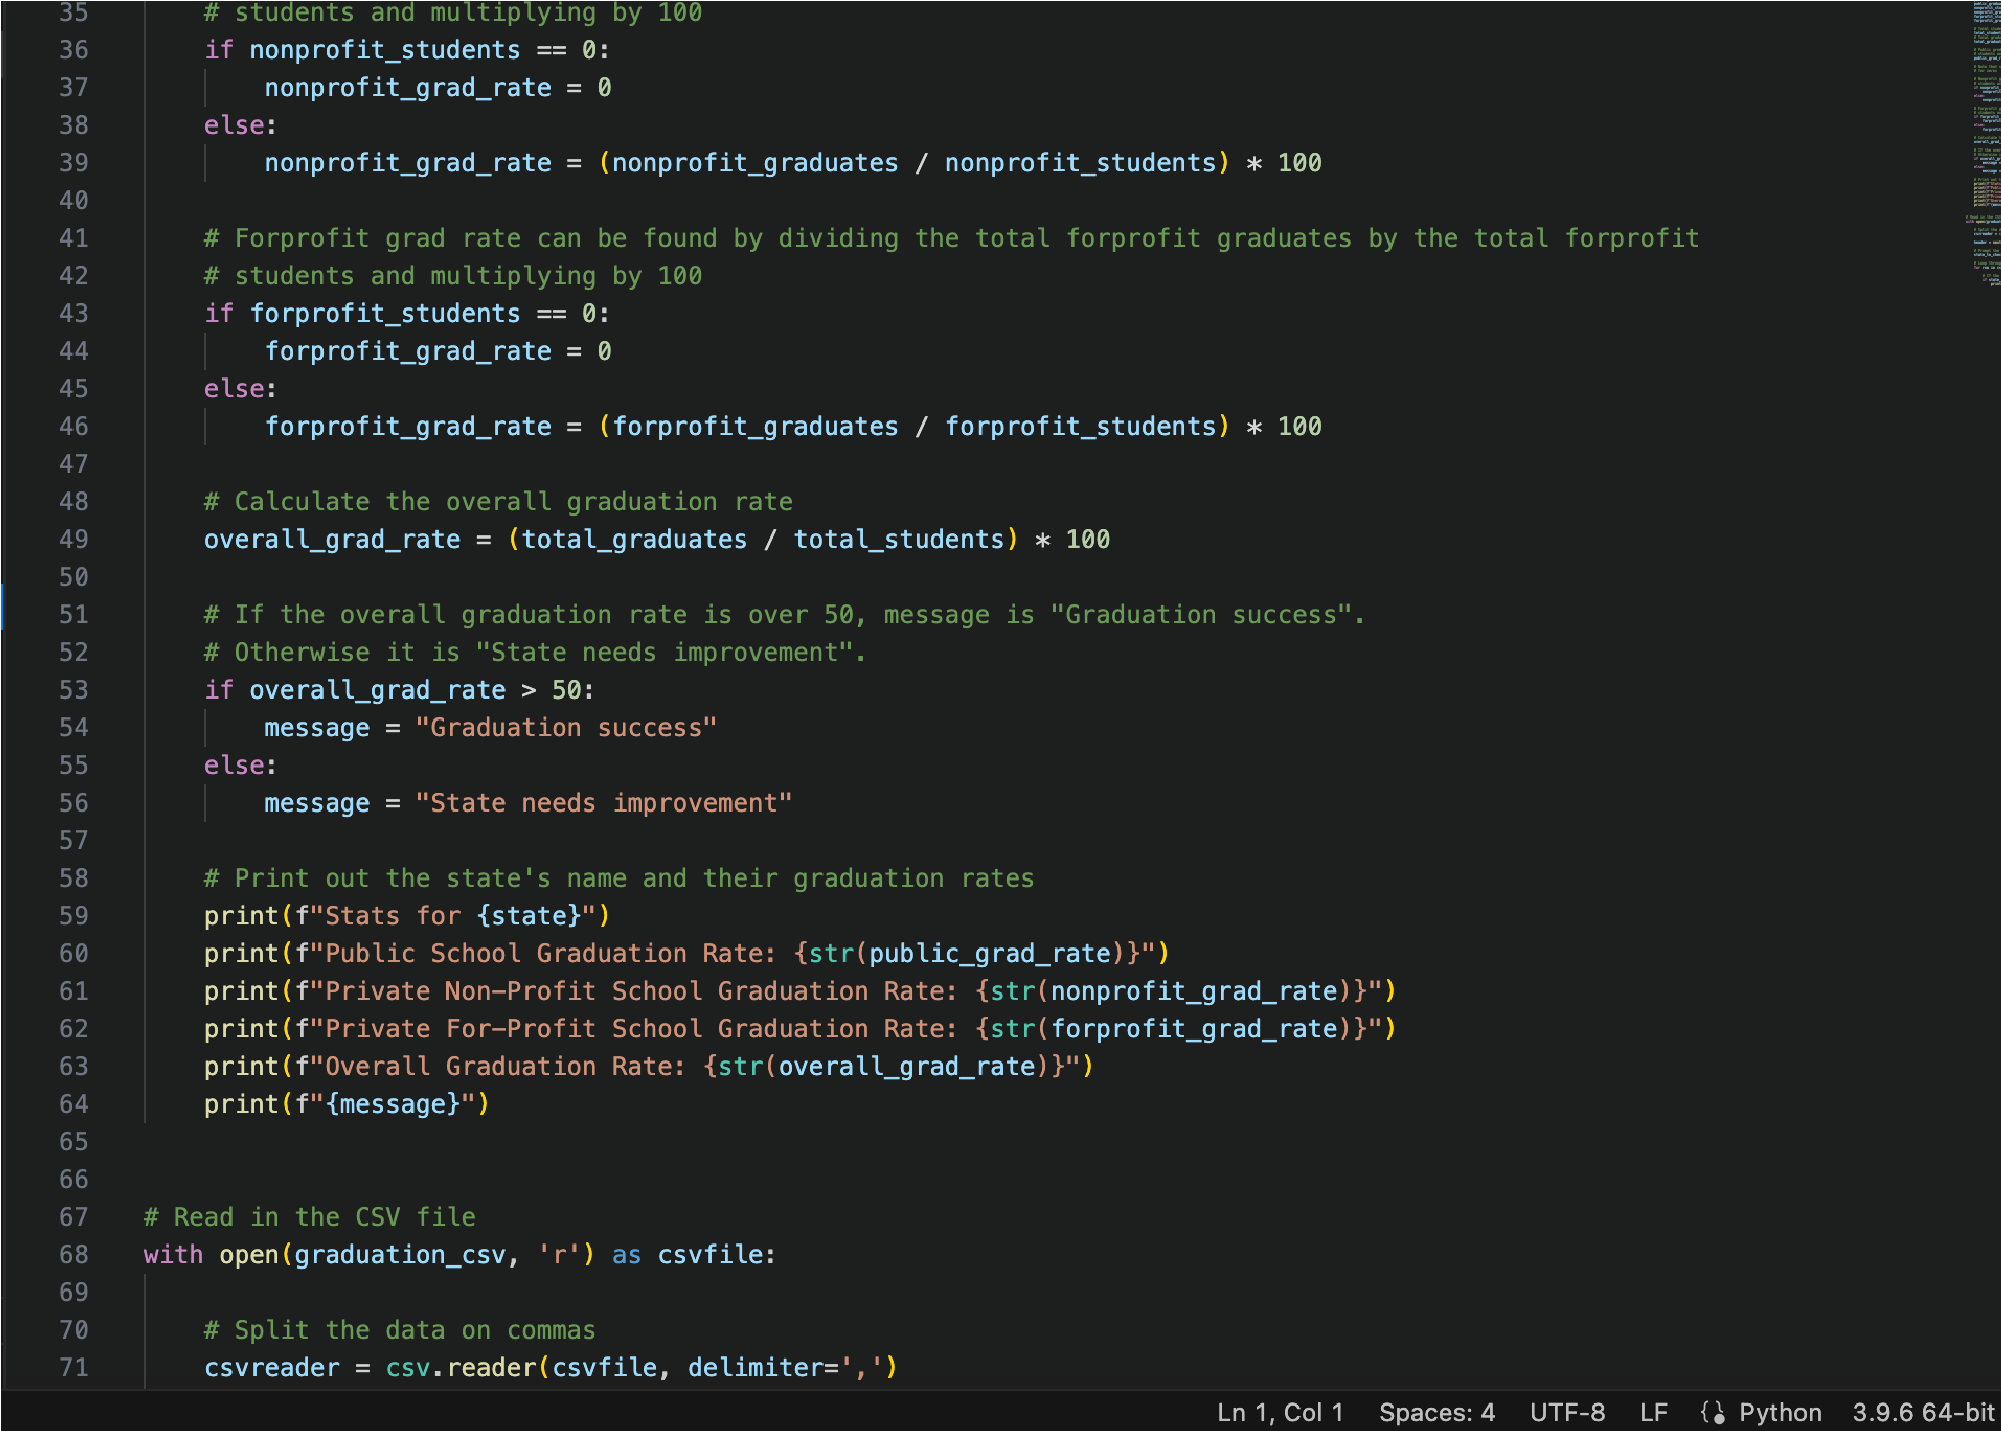 35 # students and multiplying by 100
36 if nonprofit_students == 0:
37 nonprofit_grad_rate = 0
38 else:
39 nonprofit_grad_rate = (nonprofit_graduates / nonprofit_students) * 100
40
41 # Forprofit grad rate can be found by dividing the total forprofit graduates by the total forprofit
42 # students and multiplying by 100
43 if forprofit_students == 0:
44 forprofit_grad_rate = 0
45 else:
46 forprofit_grad_rate = (forprofit_graduates / forprofit_students) * 100
47
48 # Calculate the overall graduation rate
49 overall_grad_rate = (total_graduates / total_students) * 100
50
51 # If the overall graduation rate is over 50, message is "Graduation success".
52 # Otherwise it is "State needs improvement".
53 if overall_grad_rate > 50:
54 message = "Graduation success"
55 else:
56 message = "State needs improvement"
57
58 # Print out the state's name and their graduation rates
59 print(f"Stats for {state}")
60 print(f"Public School Graduation Rate: {str(public_grad_rate)}")
61 print(f"Private Non-Profit School Graduation Rate: {str(nonprofit_grad_rate)}")
62 print(f"Private For-Profit School Graduation Rate: {str(forprofit_grad_rate)}")
63 print(f"Overall Graduation Rate: {str(overall_grad_rate)}")
64 print(f"{message}")
65
66
67 # Read in the CSV file
68 with open(graduation_csv, 'r') as csvfile:
69
70 # Split the data on commas
71 csvreader = csv.reader(csvfile, delimiter=',')
Ln 1, Col 1 Spaces: 4 UTF-8 LF Python 3.9.6 64-bit